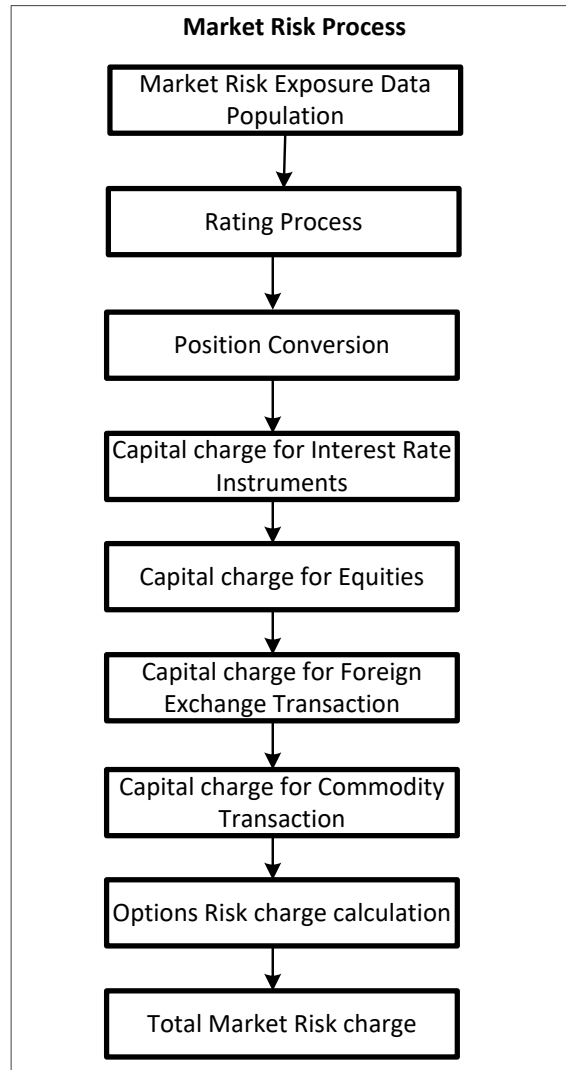 Market Risk Process
Market Risk Exposure Data
Population
Rating Process
Position Conversion
Capital charge for Interest Rate
Instruments
Capital charge for Equities
Capital charge for Foreign
Exchange Transaction
Capital charge for Commodity
Transaction
Options Risk charge calculation
Total Market Risk charge